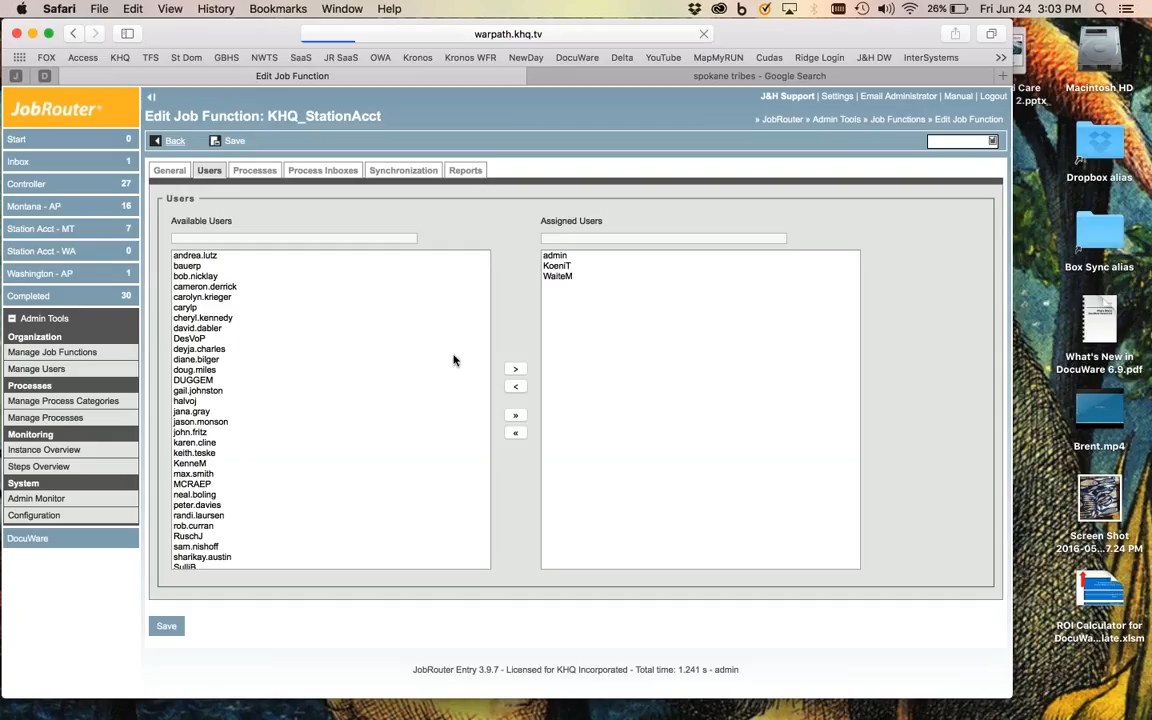 Safari File Edit View History Bookmarks Window Help 26% Fri Jun 24 3:03 PM
warpath.khq.tv
FOX Access KHQ TFS St Dom GBHS NWTS SaaS JR SaaS OWA Kronos Kronos WFR NewDay DocuWare Delta YouTube MapMyRUN Cudas Ridge Login J&H DW InterSystems
J D Edit Job Function spokane tribes - Google Search
JobRouter
J&H Support | Settings | Email Administrator | Manual | Logout
Edit Job Function: KHQ_StationAcct
» JobRouter » Admin Tools » Job Functions » Edit Job Function
Back Save
Start 0
Inbox 1
Controller 27
Montana - AP 16
Station Acct - MT 7
Station Acct - WA 0
Washington - AP 1
Completed 30
Admin Tools
Organization
Manage Job Functions
Manage Users
Processes
Manage Process Categories
Manage Processes
Monitoring
Instance Overview
Steps Overview
System
Admin Monitor
Configuration
DocuWare
General Users Processes Process Inboxes Synchronization Reports
Users
Available Users
andrea.lutz
bauerp
bob.nicklay
cameron.derrick
carolyn.krieger
carylp
cheryl.kennedy
david.dabler
DesVoP
deyja.charles
diane.bilger
doug.miles
DUGGEM
gail.johnston
halvoj
jana.gray
jason.monson
john.fritz
karen.cline
keith.teske
KenneM
max.smith
MCRAEP
neal.boling
peter.davies
randi.laursen
rob.curran
RuschJ
sam.nishoff
sharikay.austin
SulliB
>
<
»
«
Assigned Users
admin
KoeniT
WaiteM
Save
JobRouter Entry 3.9.7 - Licensed for KHQ Incorporated - Total time: 1.241 s - admin
Care
2.pptx
Macintosh HD
Dropbox alias
Box Sync alias
What's New in
DocuWare 6.9.pdf
Brent.mp4
Screen Shot
2016-05...7.24 PM
ROI Calculator for
DocuWa...late.xlsm